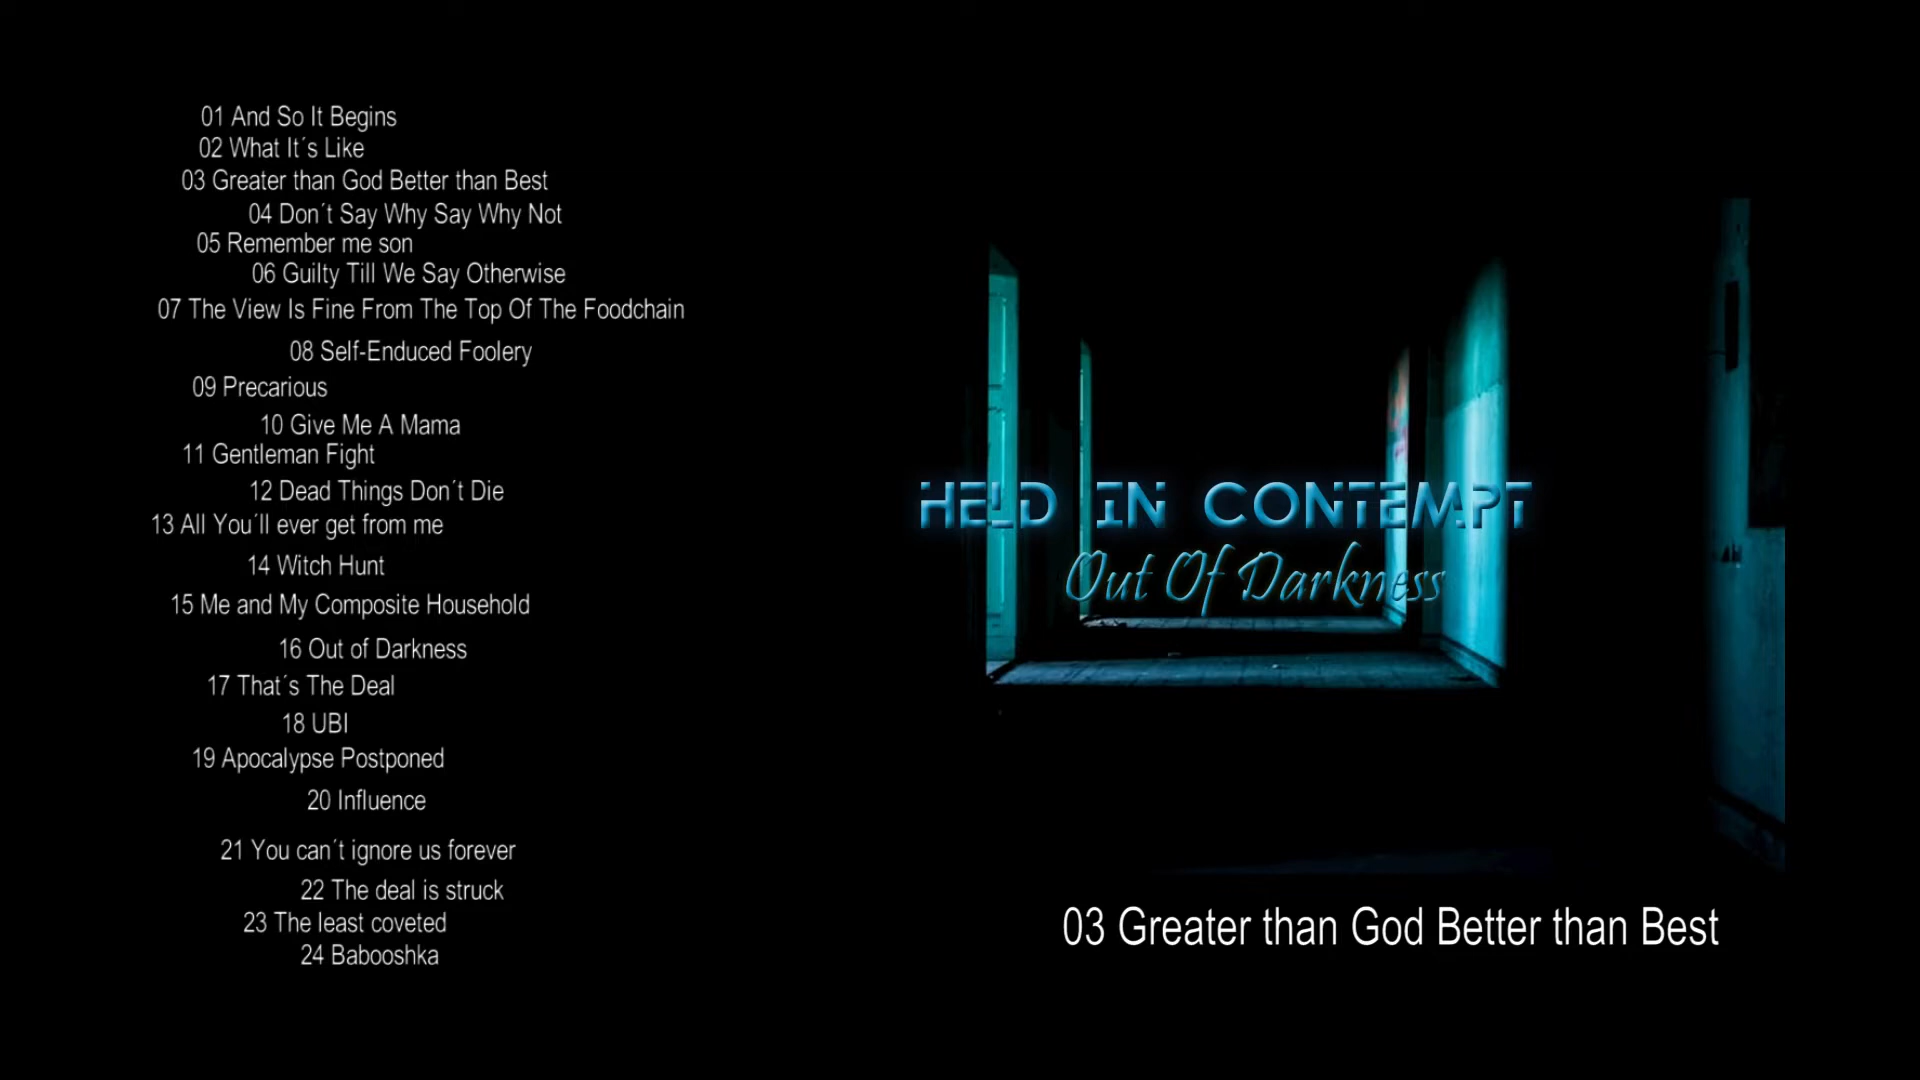 01 And So It Begins
02 What It´s Like
03 Greater than God Better than Best
04 Don´t Say Why Say Why Not
05 Remember me son
06 Guilty Till We Say Otherwise
07 The View Is Fine From The Top Of The Foodchain
08 Self-Enduced Foolery
09 Precarious
10 Give Me A Mama
11 Gentleman Fight
12 Dead Things Don´t Die
13 All You´ll ever get from me
14 Witch Hunt
15 Me and My Composite Household
16 Out of Darkness
17 That´s The Deal
18 UBI
19 Apocalypse Postponed
20 Influence
21 You can´t ignore us forever
22 The deal is struck
23 The least coveted
24 Babooshka
HELD IN CONTEMPT
Out Of Darkness
03 Greater than God Better than Best